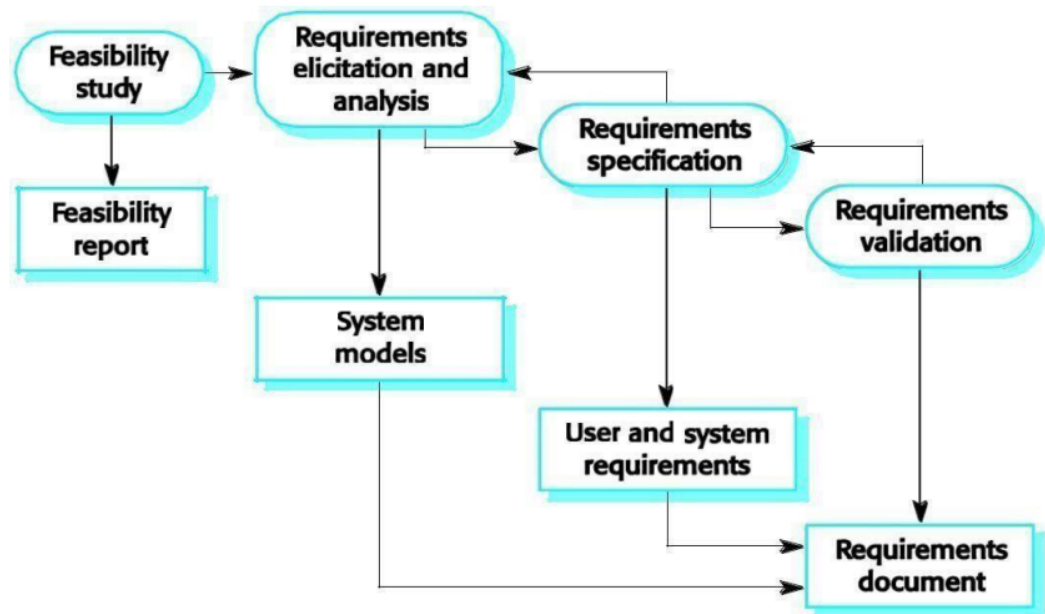 Feasibility
study
Requirements
elicitation and
analysis
Requirements
specification
Requirements
validation
Feasibility
report
System
models
User and system
requirements
Requirements
document